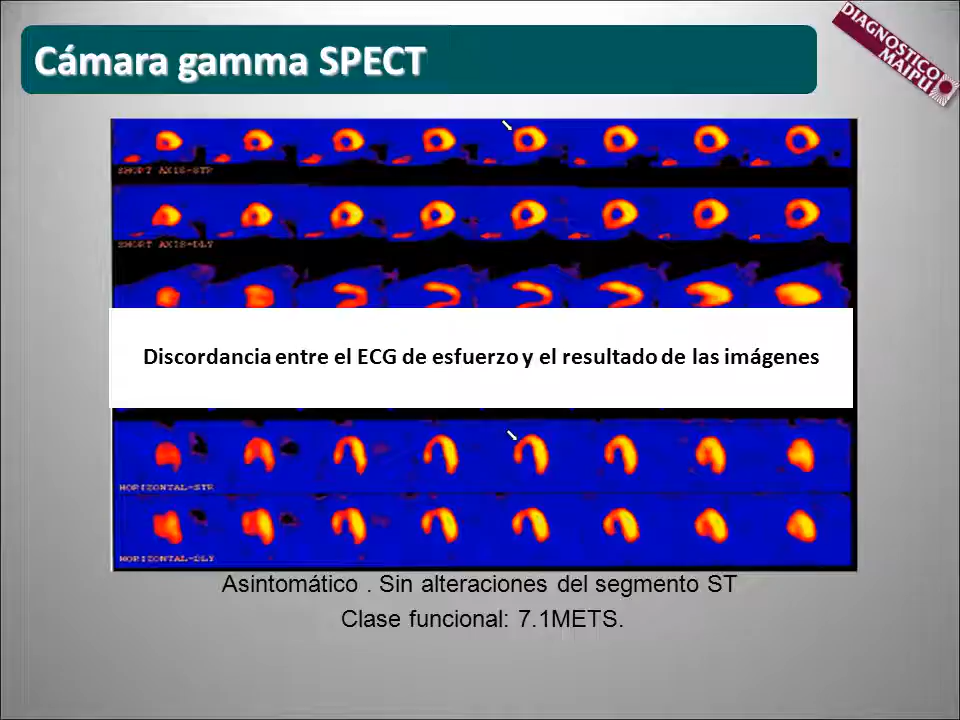 Cámara gamma SPECT
DIAGNOSTICO
MAIPU
SHORT AXIS-STR
SHORT AXIS-DLY
Discordancia entre el ECG de esfuerzo y el resultado de las imágenes
HORIZONTAL-STR
HORIZONTAL-DLY
Asintomático . Sin alteraciones del segmento ST
Clase funcional: 7.1METS.